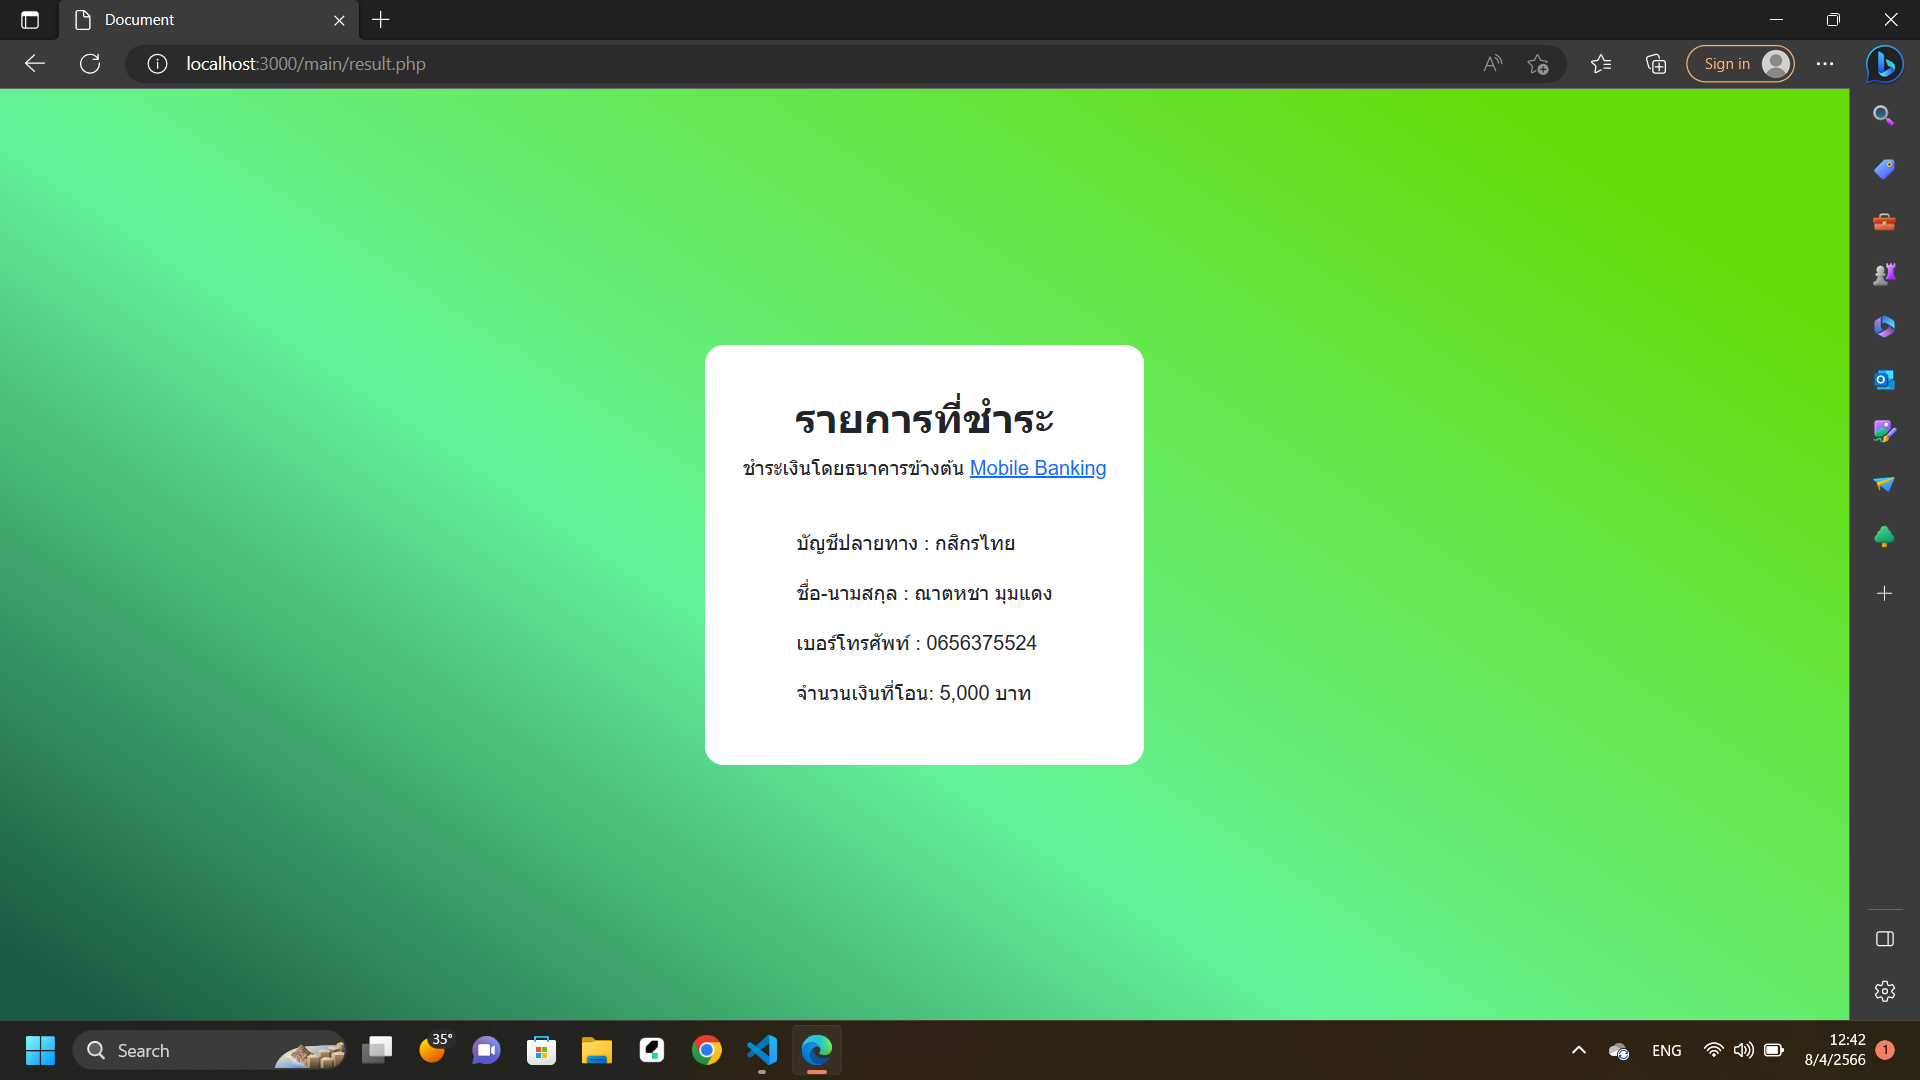 Document
localhost:3000/main/result.php
Sign in
รายการที่ชำระ
ชำระเงินโดยธนาคารข้างต้น Mobile Banking
บัญชีปลายทาง : กสิกรไทย
ชื่อ-นามสกุล : ณาตหชา มุมแดง
เบอร์โทรศัพท์ : 0656375524
จำนวนเงินที่โอน: 5,000 บาท
Search
35°
ENG
12:42
8/4/2566
1